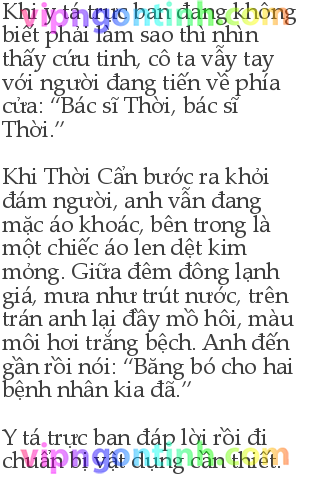 Khi y tá trực ban đang không
biết phải làm sao thì nhìn
thấy cứu tinh, cô ta vẫy tay
với người đang tiến về phía
cửa: “Bác sĩ Thời, bác sĩ
Thời.”
Khi Thời Cẩn bước ra khỏi
đám người, anh vẫn đang
mặc áo khoác, bên trong là
một chiếc áo len dệt kim
mỏng. Giữa đêm đông lạnh
giá, mưa như trút nước, trên
trán anh lại đầy mồ hôi, màu
môi hơi trắng bệch. Anh đến
gần rồi nói: “Băng bó cho hai
bệnh nhân kia đã.”
Y tá trực ban đáp lời rồi đi
chuẩn bị vật dụng cần thiết.
vipngontinh.com
vipngontinh.com